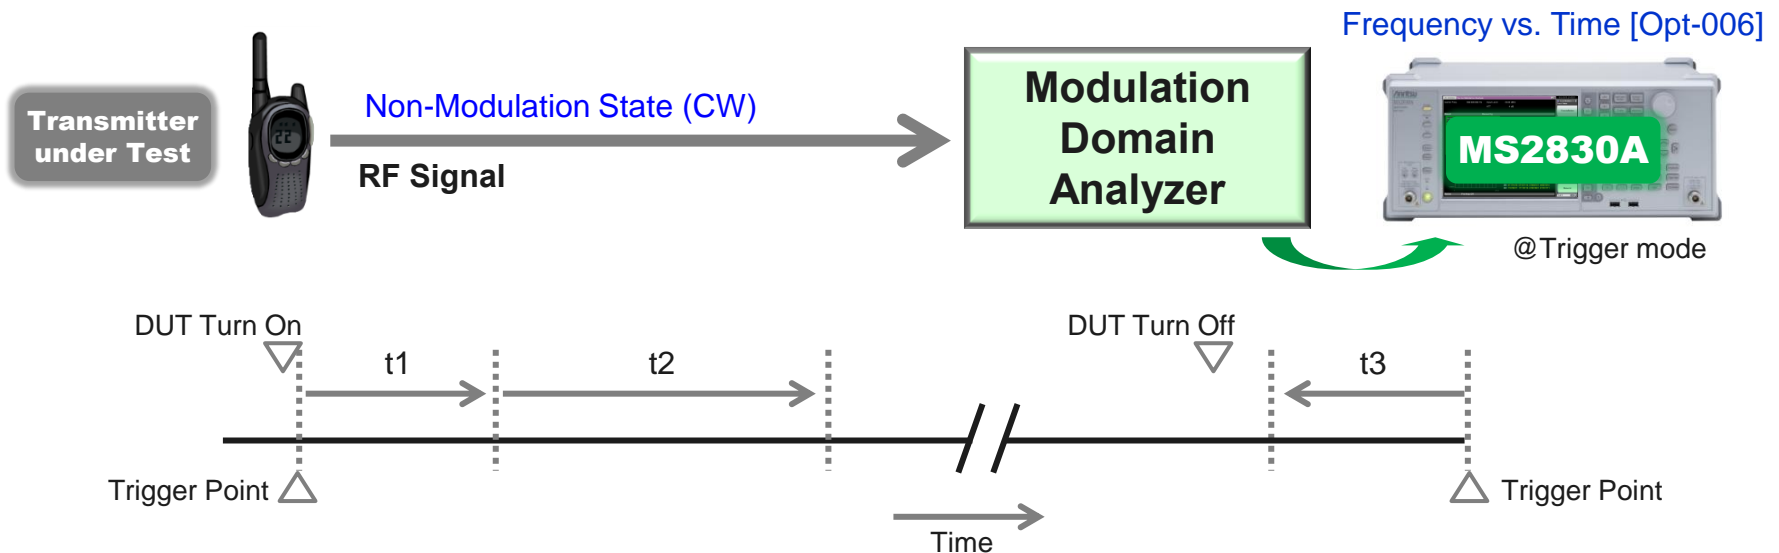 Frequency vs. Time [Opt-006]
Transmitter
under Test
22
Non-Modulation State (CW)
RF Signal
Modulation
Domain
Analyzer
MS2830A
@Trigger mode
DUT Turn On
DUT Turn Off
t1
t2
t3
Trigger Point
Trigger Point
Time